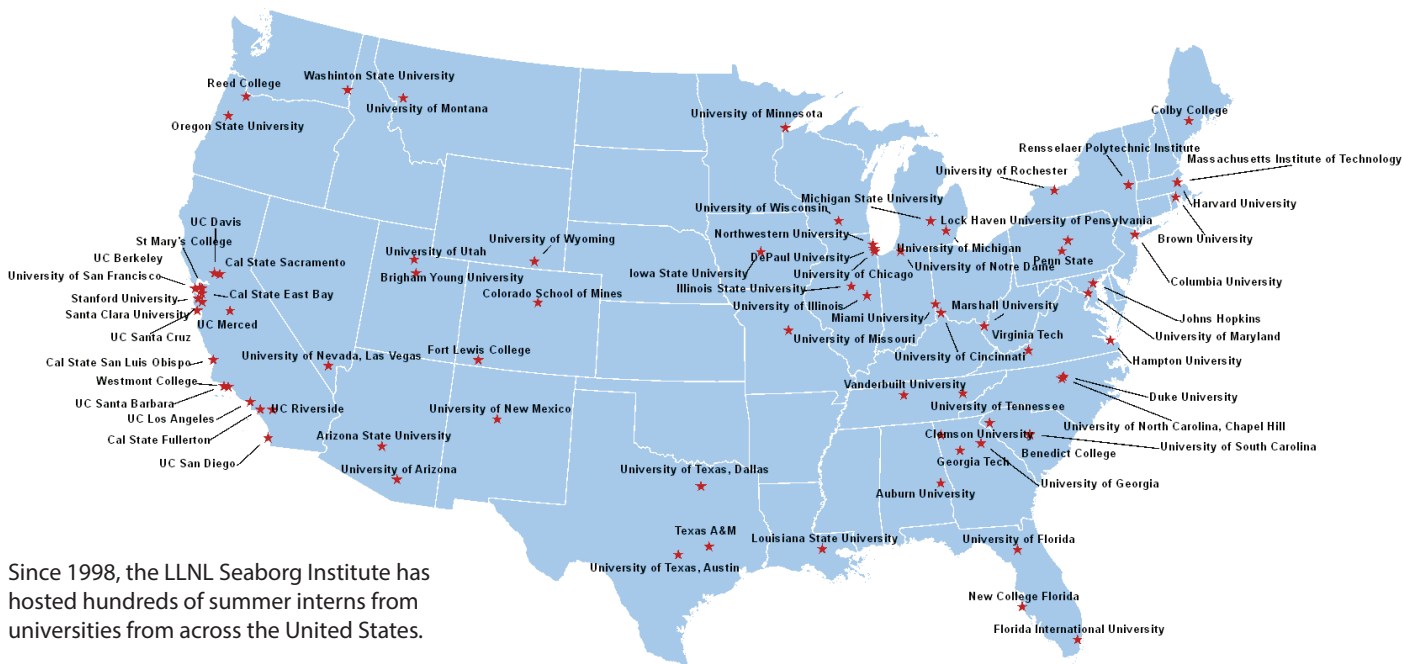 Reed College
Washinton State University
University of Montana
Oregon State University
University of Minnesota
Colby College
Rensselaer Polytechnic Institute
Massachusetts Institute of Technology
University of Rochester
Harvard University
Michigan State University
University of Wisconsin
Lock Haven University of Pensylvania
Brown University
Northwestern University
University of Michigan
DePaul University
Penn State
University of Notre Dame
Columbia University
Iowa State University
University of Chicago
Illinois State University
UC Davis
St Mary's College
UC Berkeley
Cal State Sacramento
University of San Francisco
Stanford University
Cal State East Bay
Santa Clara University
UC Merced
UC Santa Cruz
University of Utah
University of Wyoming
Brigham Young University
Colorado School of Mines
University of Illinois
Marshall University
Miami University
Johns Hopkins
University of Maryland
Virginia Tech
University of Missouri
University of Cincinnati
Hampton University
Cal State San Luis Obispo
University of Nevada, Las Vegas
Fort Lewis College
Westmont College
UC Santa Barbara
UC Riverside
UC Los Angeles
Cal State Fullerton
UC San Diego
University of New Mexico
Arizona State University
University of Arizona
Vanderbuilt University
Duke University
University of Tennessee
University of North Carolina, Chapel Hill
Clemson University
University of South Carolina
Benedict College
Georgia Tech
University of Georgia
Auburn University
University of Texas, Dallas
Texas A&M
University of Texas, Austin
Louisiana State University
University of Florida
New College Florida
Florida International University
Since 1998, the LLNL Seaborg Institute has
hosted hundreds of summer interns from
universities from across the United States.